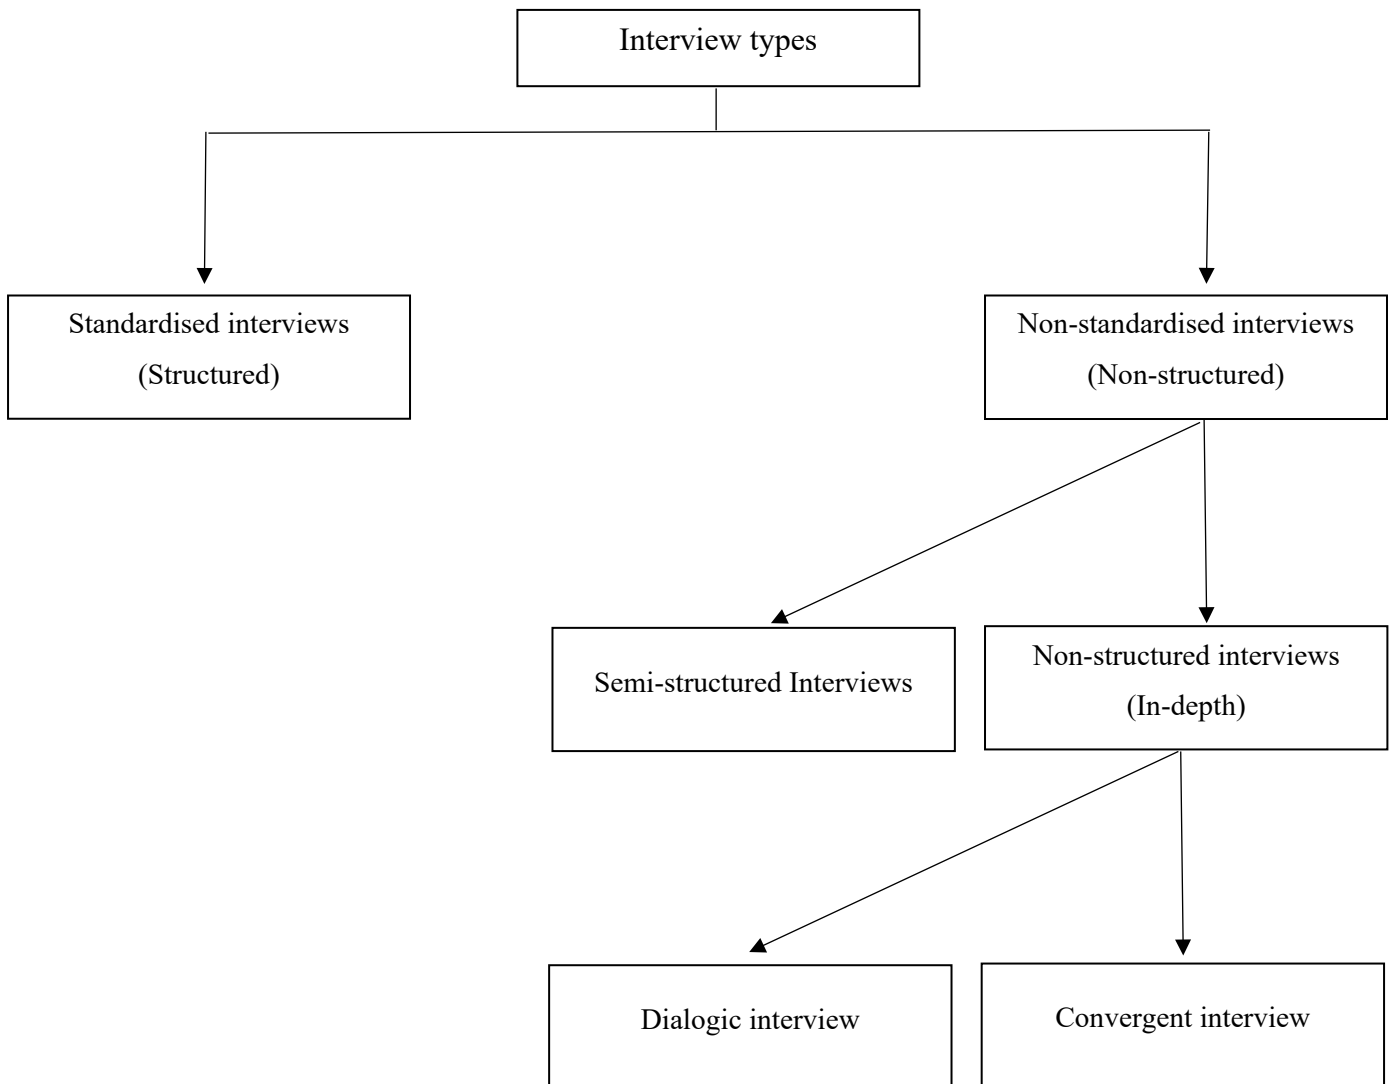 Interview types
Standardised interviews
(Structured)
Non-standardised interviews
(Non-structured)
Semi-structured Interviews
Non-structured interviews
(In-depth)
Dialogic interview
Convergent interview